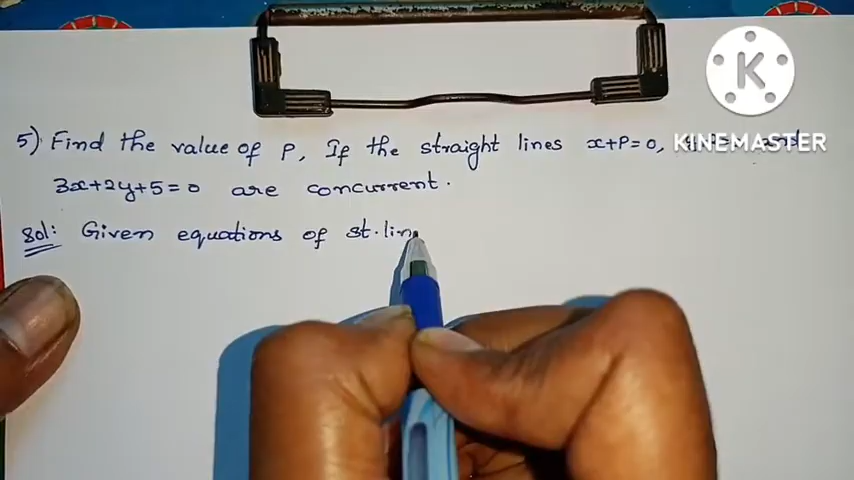 5) Find the value of P, If the straight lines x+P=0,
3x+2y+5=0 are concurrent.
Sol: Given equations of st.lin
K
KINEMASTER